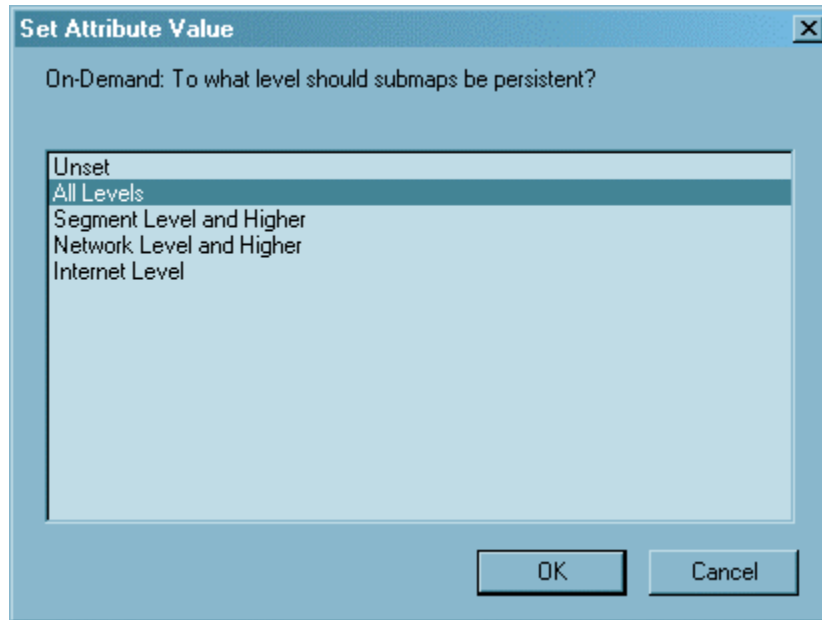 Set Attribute Value
On-Demand: To what level should submaps be persistent?
Unset
All Levels
Segment Level and Higher
Network Level and Higher
Internet Level
OK Cancel